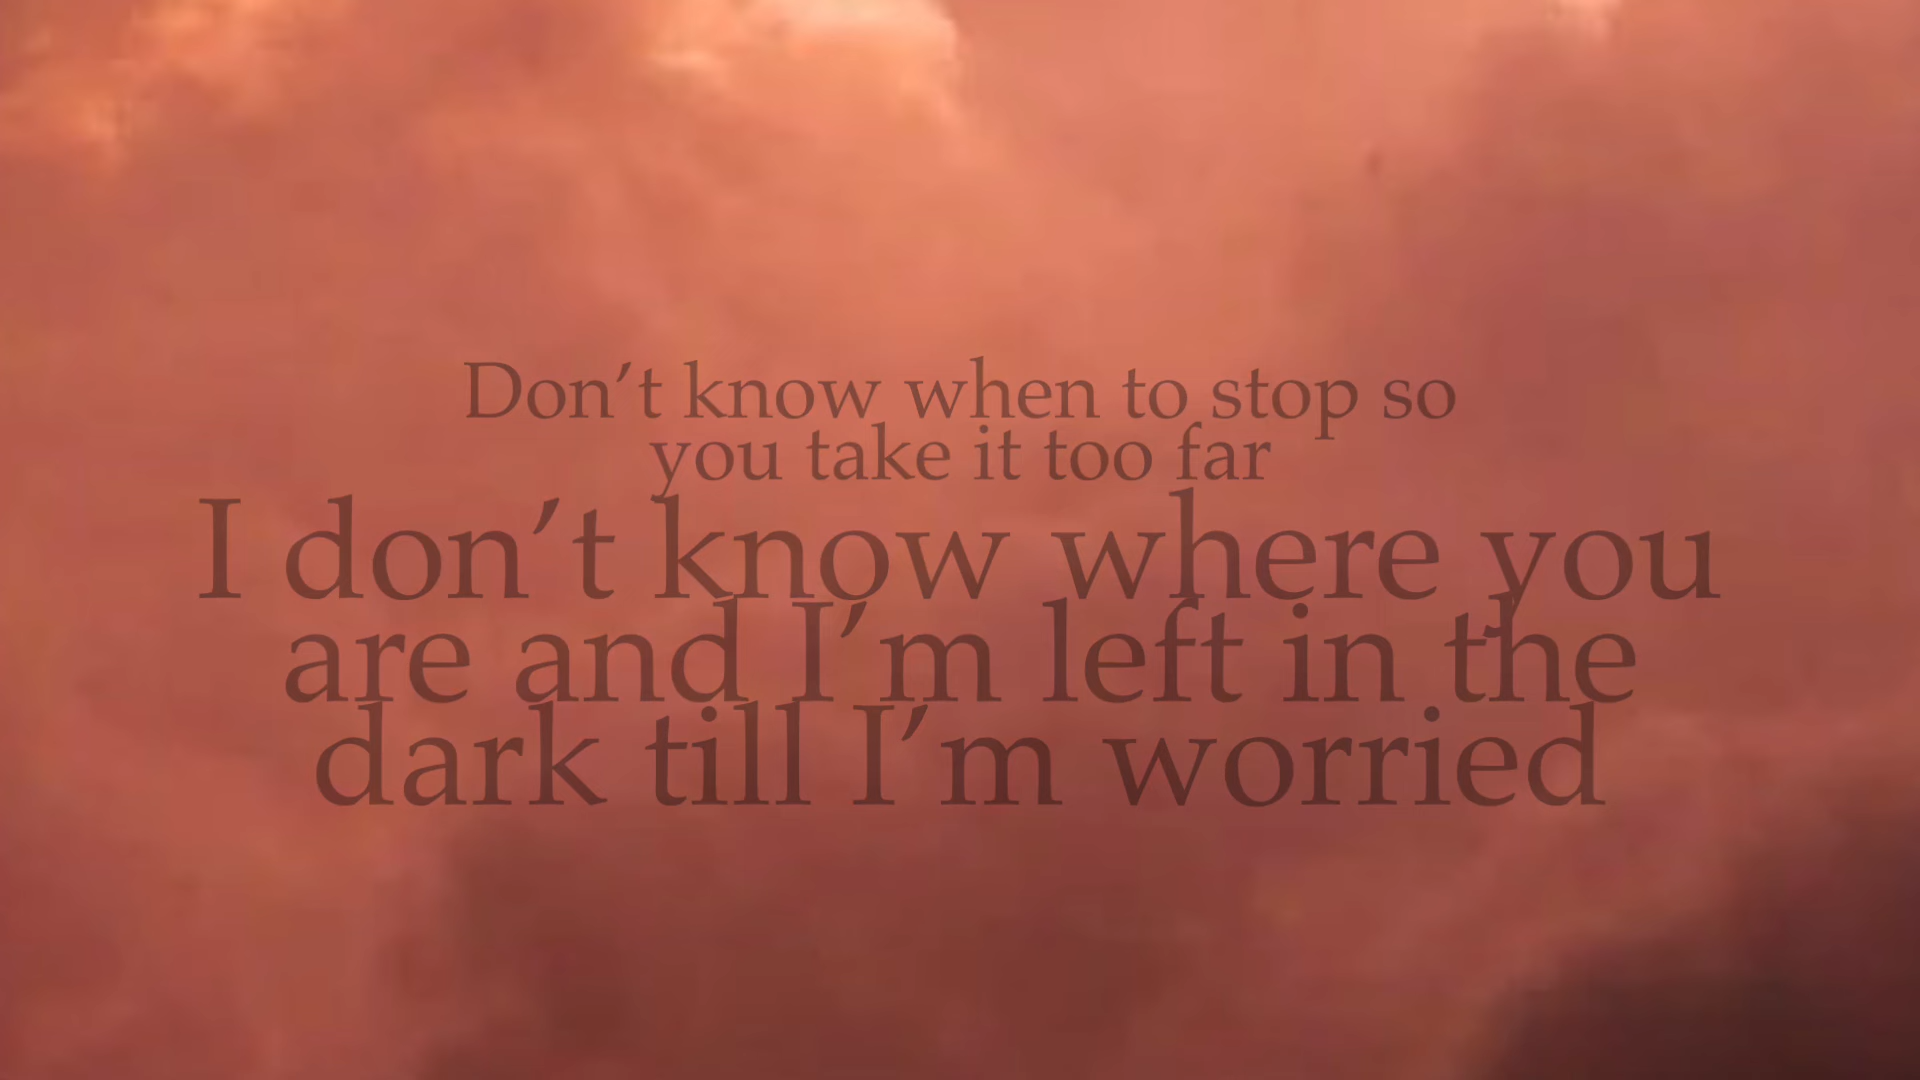 Don’t know when to stop so
you take it too far
I don’t know where you
are and I’m left in the
dark till I’m worried